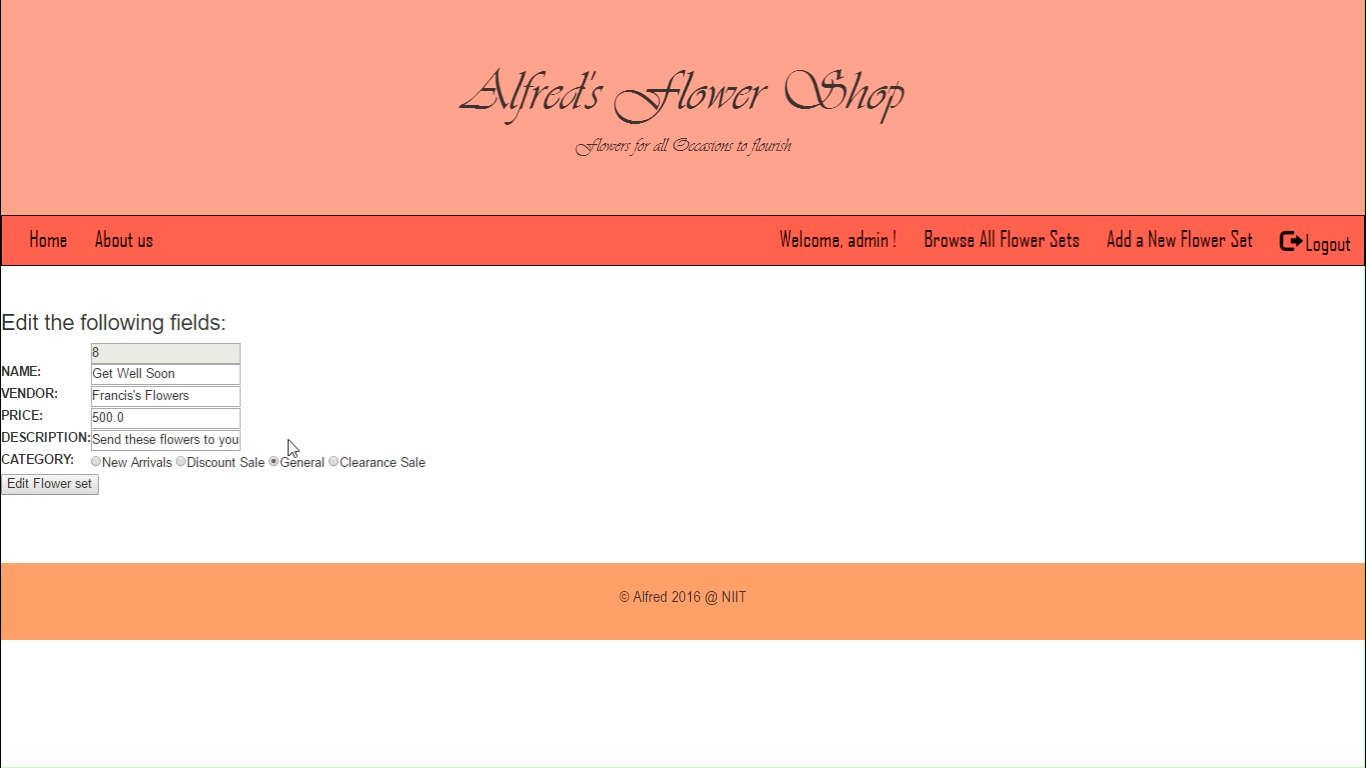 Alfred's Flower Shop
Flowers for all Occasions to flourish
Home About us Welcome, admin ! Browse All Flower Sets Add a New Flower Set Logout
Edit the following fields:
8
NAME: Get Well Soon
VENDOR: Francis's Flowers
PRICE: 500.0
DESCRIPTION: Send these flowers to you
CATEGORY: New Arrivals Discount Sale General Clearance Sale
Edit Flower set
© Alfred 2016 @ NIIT